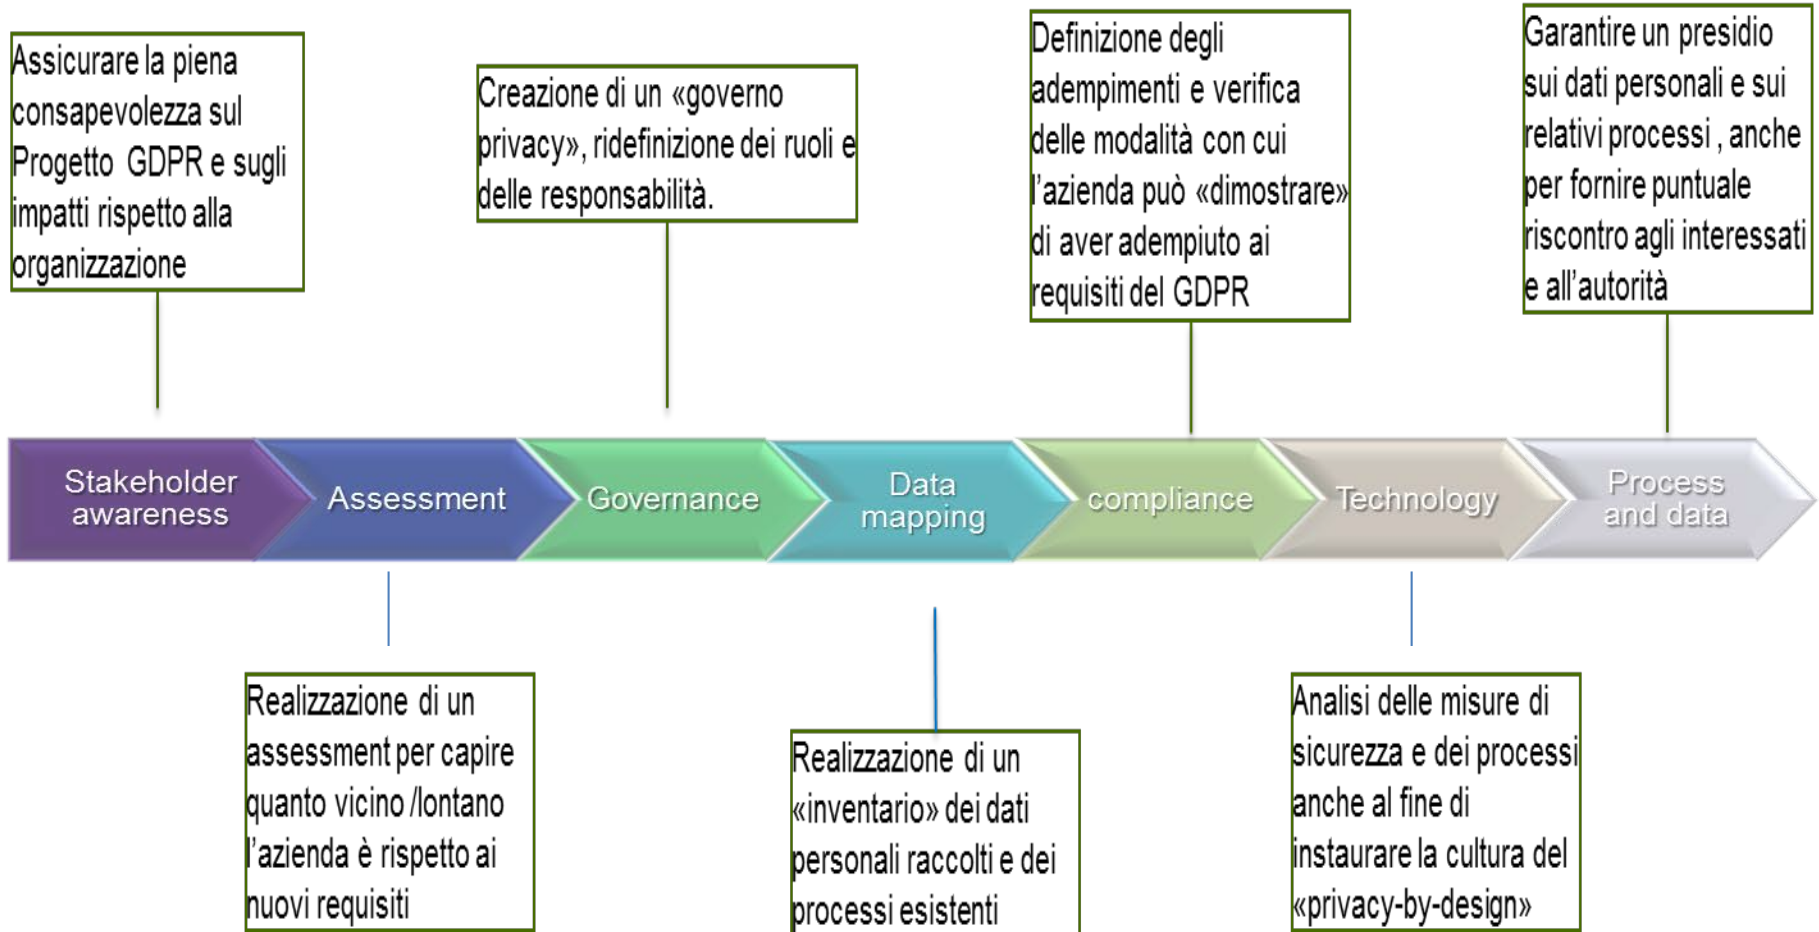 Assicurare la piena
consapevolezza sul
Progetto GDPR e sugli
impatti rispetto alla
organizzazione
Creazione di un «governo
privacy», ridefinizione dei ruoli e
delle responsabilità.
Definizione degli
adempimenti e verifica
delle modalità con cui
l'azienda può «dimostrare»
di aver adempiuto ai
requisiti del GDPR
Garantire un presidio
sui dati personali e sui
relativi processi , anche
per fornire puntuale
riscontro agli interessati
e all'autorità
Stakeholder
awareness
Assessment
Governance
Data
mapping
compliance
Technology
Process
and data
Realizzazione di un
assessment per capire
quanto vicino /lontano
l'azienda è rispetto ai
nuovi requisiti
Realizzazione di un
«inventario» dei dati
personali raccolti e dei
processi esistenti
Analisi delle misure di
sicurezza e dei processi
anche al fine di
instaurare la cultura del
«privacy-by-design»